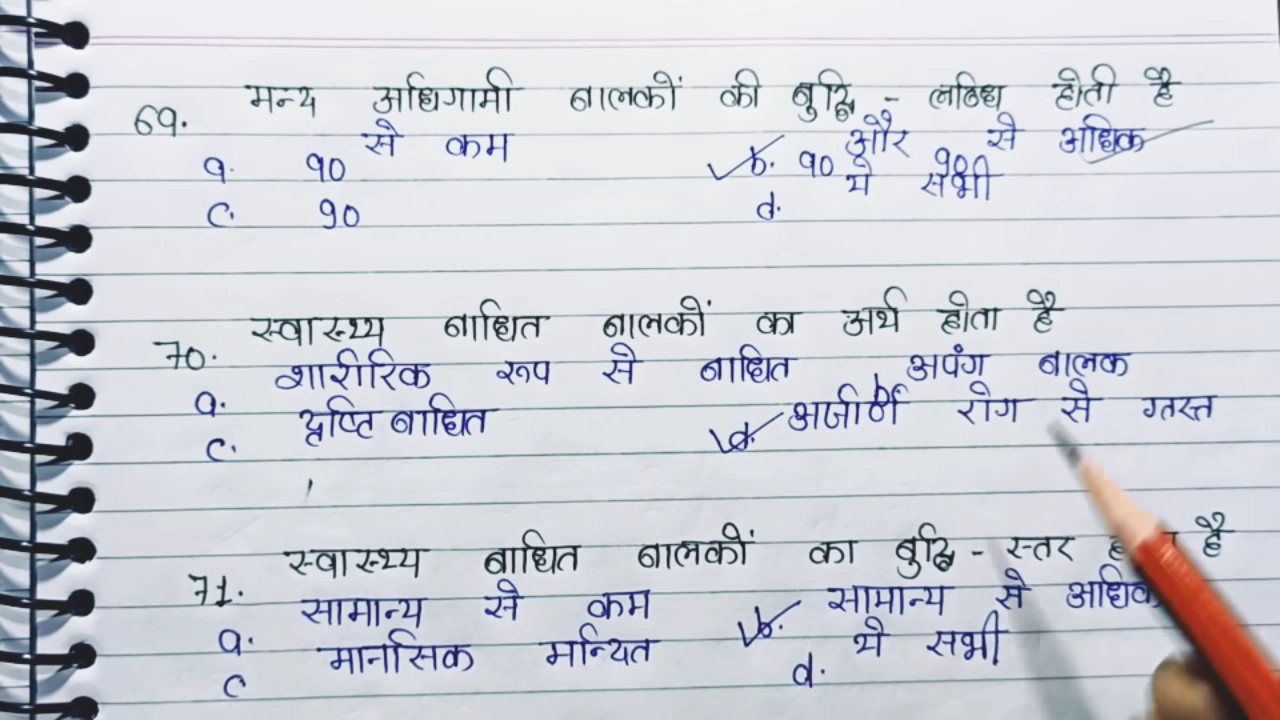 69. मन्द अधिगामी बालकों की बुद्धि - लब्धि होती है
a. 90 से कम b. 90 और 90 से अधिक
c. 90 d. ये सभी
70. स्वास्थ्य बाधित बालकों का अर्थ होता है
a. शारीरिक रूप से बाधित b. अपंग बालक
c. दृष्टि बाधित d. अजीर्ण रोग से ग्रस्त
71. स्वास्थ्य बाधित बालकों का बुद्धि - स्तर है
a. सामान्य से कम b. सामान्य से अधिक
c मानसिक मन्दित d. ये सभी